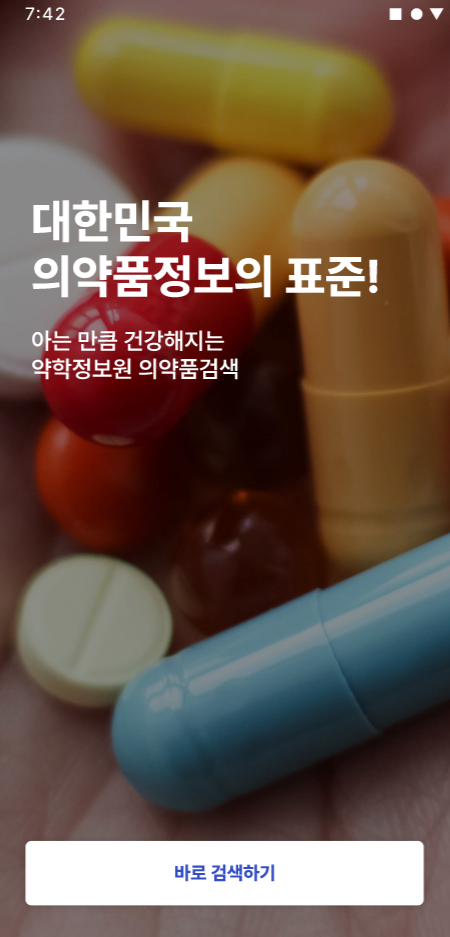 7:42
대한민국
의약품정보의 표준!
아는 만큼 건강해지는
약학정보원 의약품검색
바로 검색하기